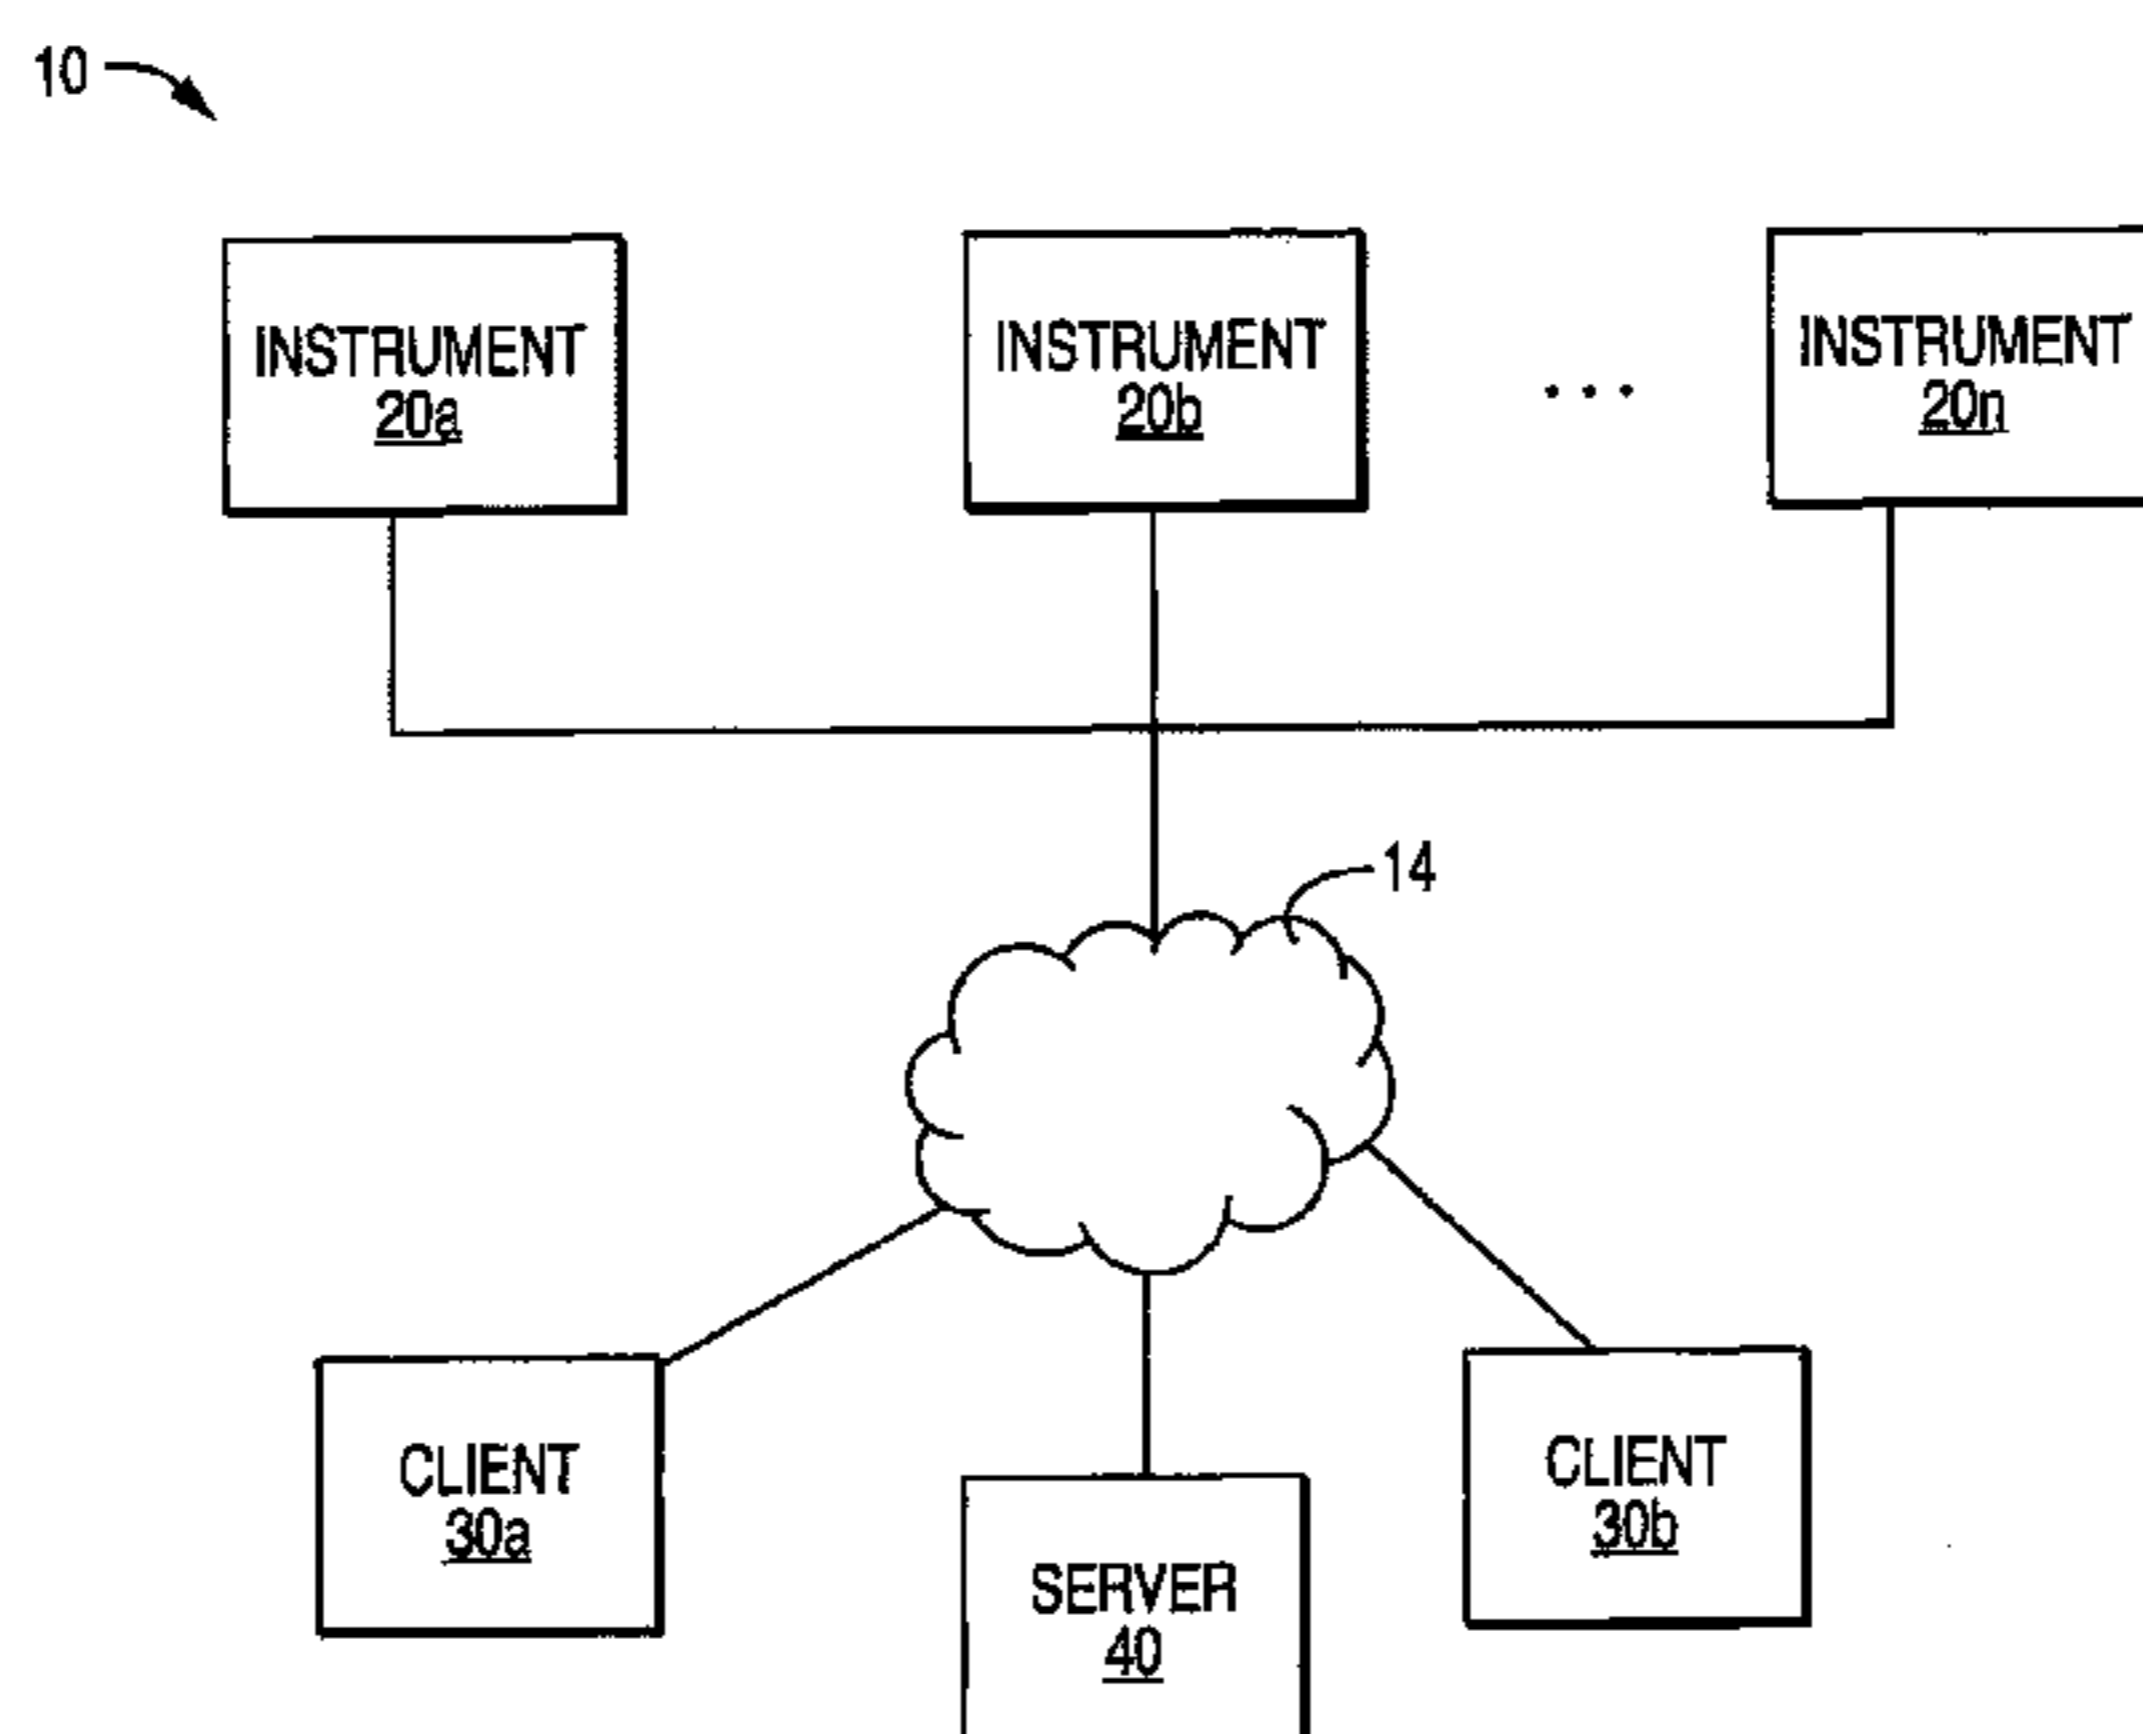 10
INSTRUMENT
20a
INSTRUMENT
20b
...
INSTRUMENT
20n
14
CLIENT
30a
SERVER
40
CLIENT
30b